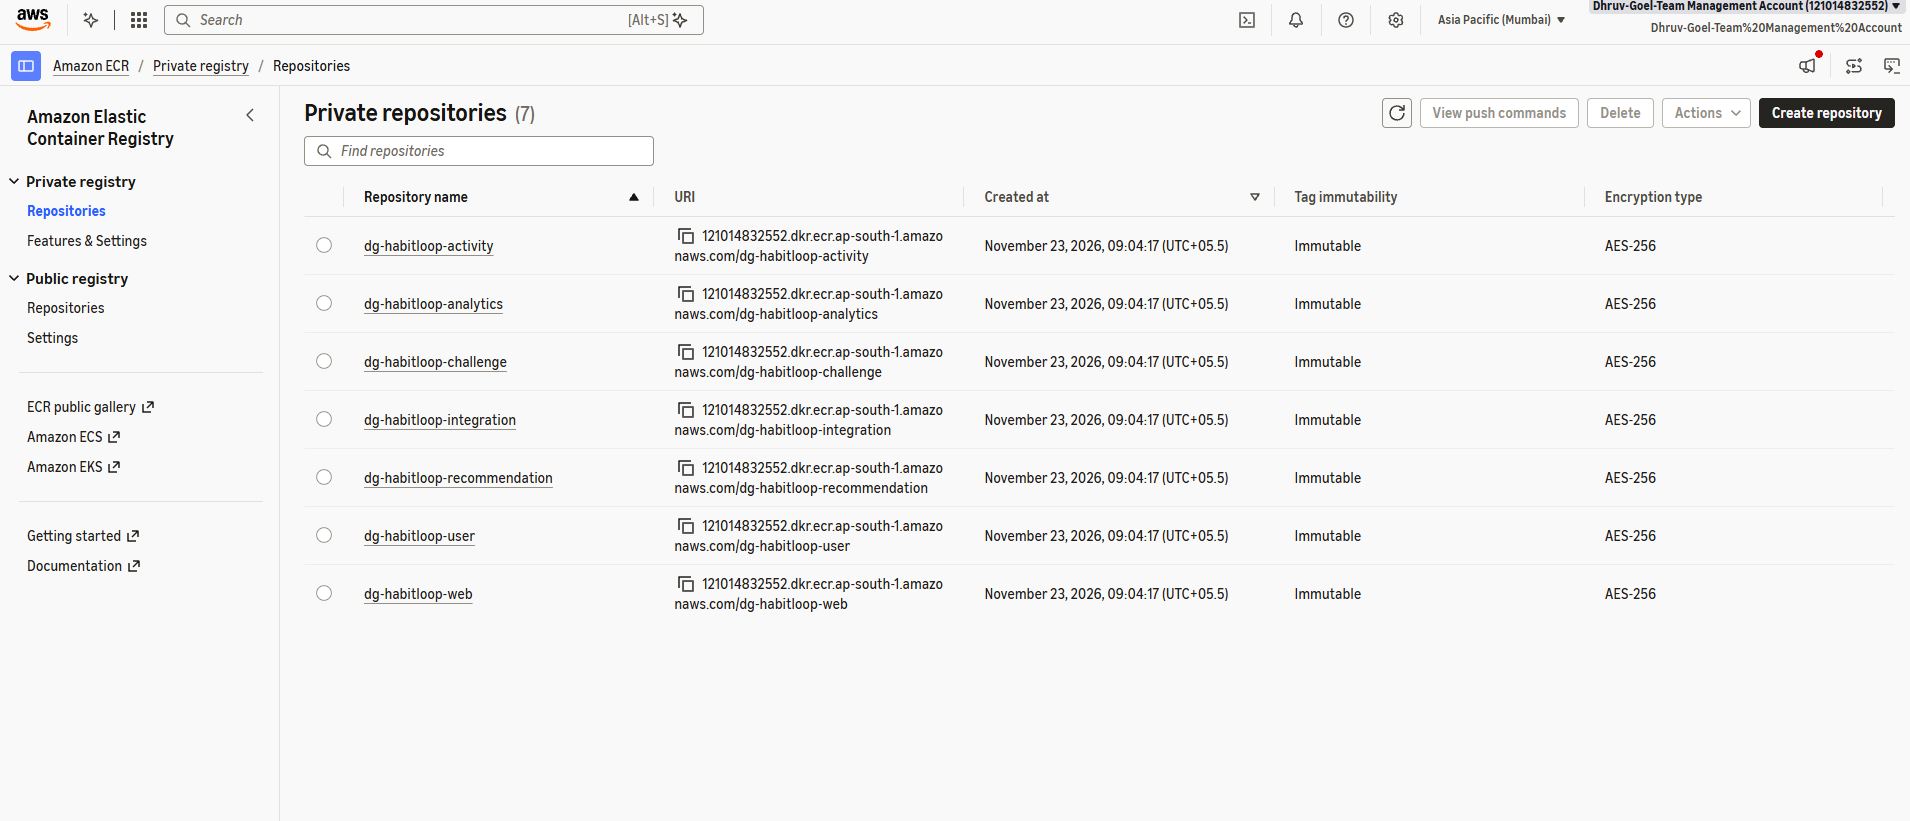 aws
Search [Alt+S]
Asia Pacific (Mumbai)
Dhruv-Goel-Team Management Account (121014832552)
Dhruv-Goel-Team%20Management%20Account
Amazon ECR / Private registry / Repositories
Amazon Elastic
Container Registry
Private registry
Repositories
Features & Settings
Public registry
Repositories
Settings
ECR public gallery
Amazon ECS
Amazon EKS
Getting started
Documentation
Private repositories (7)
View push commands
Delete
Actions
Create repository
Find repositories
Repository name URI Created at Tag immutability Encryption type
dg-habitloop-activity 121014832552.dkr.ecr.ap-south-1.amazo November 23, 2026, 09:04:17 (UTC+05.5) Immutable AES-256
naws.com/dg-habitloop-activity
dg-habitloop-analytics 121014832552.dkr.ecr.ap-south-1.amazo November 23, 2026, 09:04:17 (UTC+05.5) Immutable AES-256
naws.com/dg-habitloop-analytics
dg-habitloop-challenge 121014832552.dkr.ecr.ap-south-1.amazo November 23, 2026, 09:04:17 (UTC+05.5) Immutable AES-256
naws.com/dg-habitloop-challenge
dg-habitloop-integration 121014832552.dkr.ecr.ap-south-1.amazo November 23, 2026, 09:04:17 (UTC+05.5) Immutable AES-256
naws.com/dg-habitloop-integration
dg-habitloop-recommendation 121014832552.dkr.ecr.ap-south-1.amazo November 23, 2026, 09:04:17 (UTC+05.5) Immutable AES-256
naws.com/dg-habitloop-recommendation
dg-habitloop-user 121014832552.dkr.ecr.ap-south-1.amazo November 23, 2026, 09:04:17 (UTC+05.5) Immutable AES-256
naws.com/dg-habitloop-user
dg-habitloop-web 121014832552.dkr.ecr.ap-south-1.amazo November 23, 2026, 09:04:17 (UTC+05.5) Immutable AES-256
naws.com/dg-habitloop-web